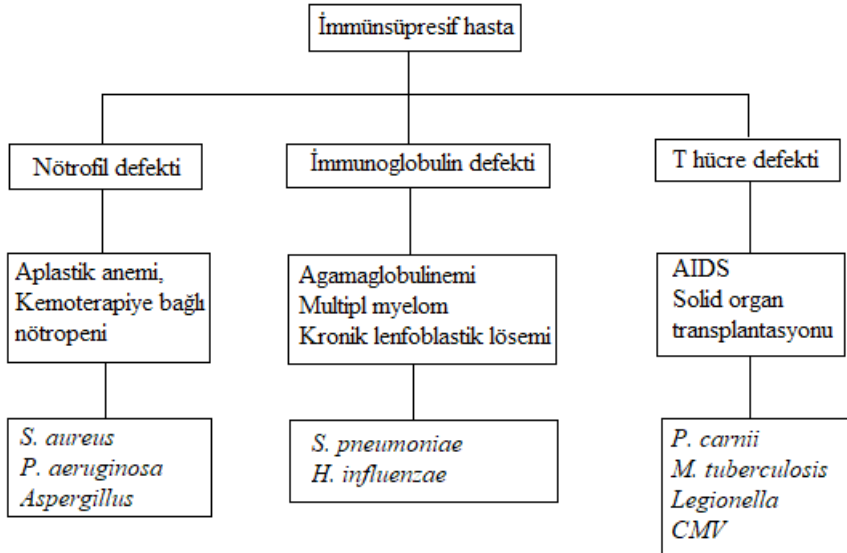 İmmünsüpresif hasta
Nötrofil defekti
İmmunoglobulin defekti
T hücre defekti
Aplastik anemi,
Kemoterapiye bağlı
nötropeni
Agamaglobulinemi
Multipl myelom
Kronik lenfoblastik lösemi
AIDS
Solid organ
transplantasyonu
S. aureus
P. aeruginosa
Aspergillus
S. pneumoniae
H. influenzae
P. carnii
M. tuberculosis
Legionella
CMV